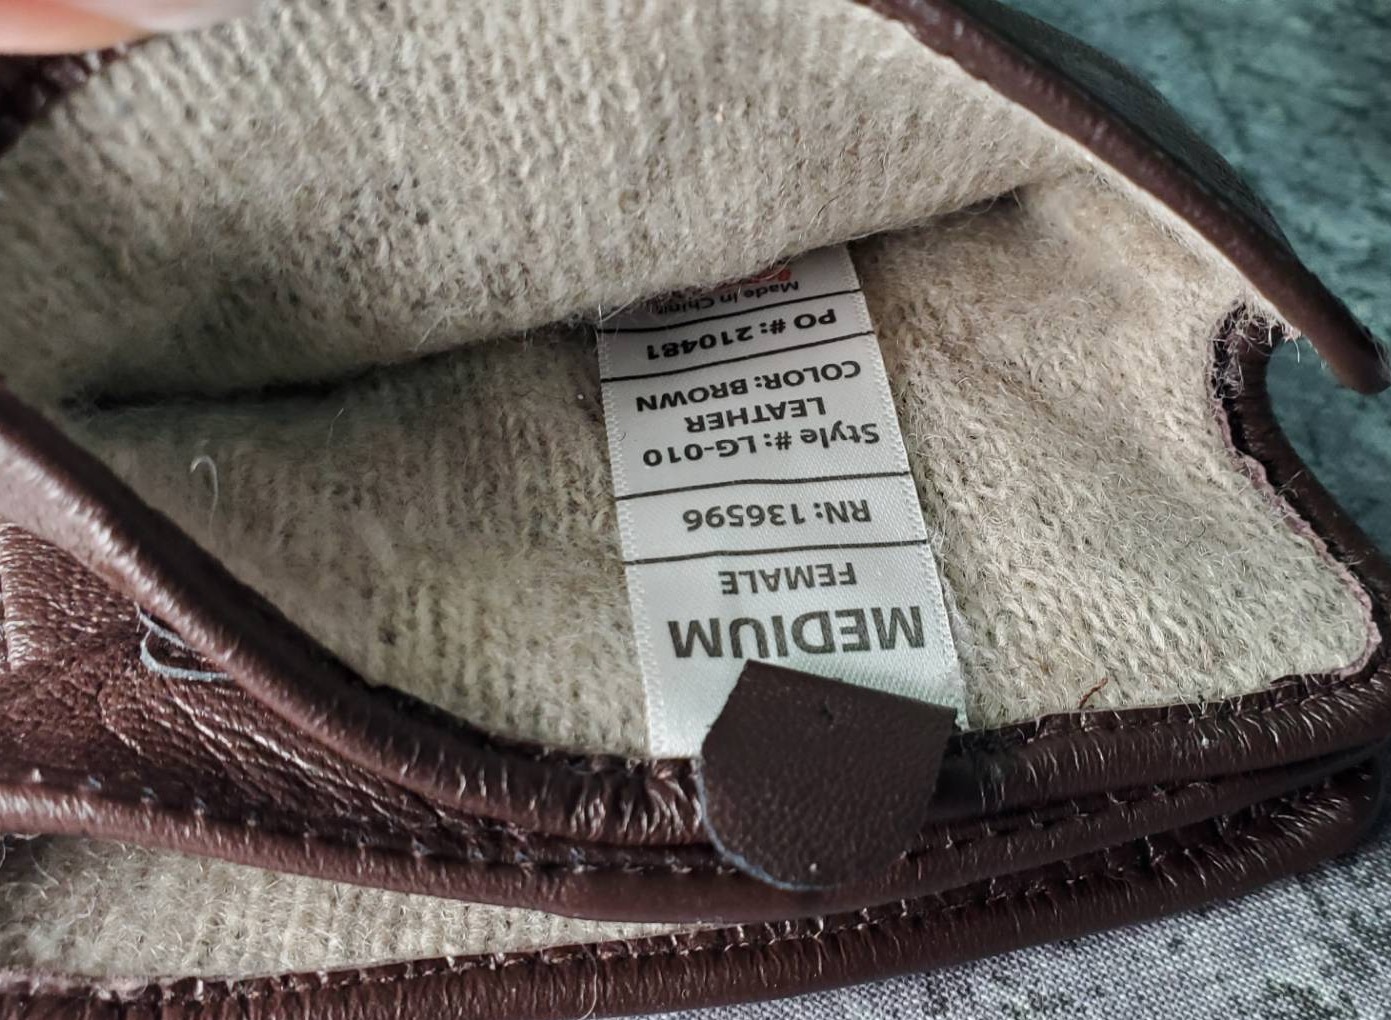 MEDIUM
FEMALE
RN: 136596
Style #: LG-010
LEATHER
COLOR: BROWN
PO #: 210481
Made in China